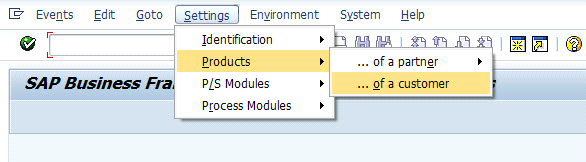 Events Edit Goto Settings Environment System Help
Identification
Products
... of a partner
P/S Modules
... of a customer
Process Modules
SAP Business Fra
s